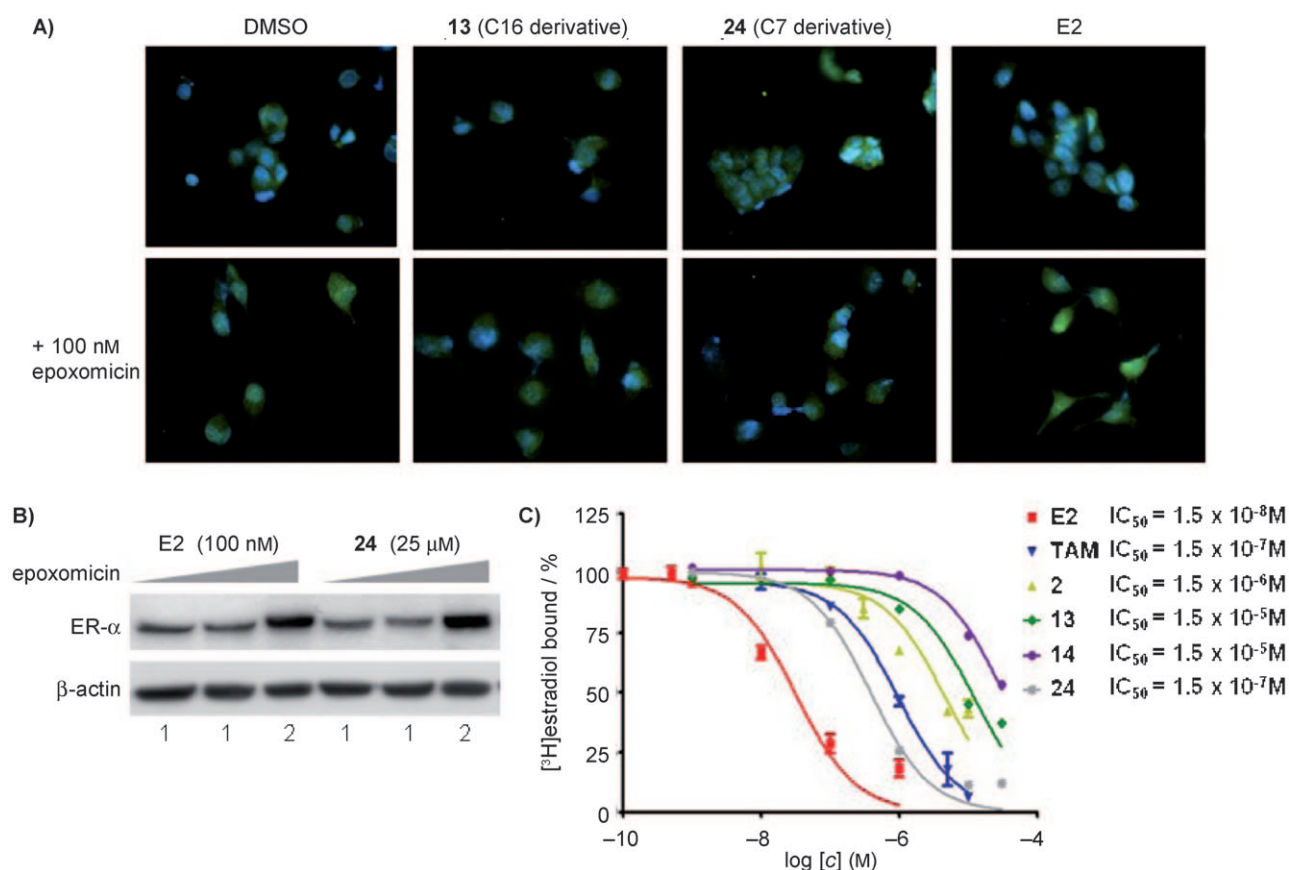 A)
DMSO
13 (C16 derivative)
24 (C7 derivative)
E2
+ 100 nM
epoxomicin
B)
E2 (100 nM) 24 (25 μM)
epoxomicin
ER-α
β-actin
1 1 2 1 1 2
C)
[³H]estradiol bound / %
125
100
75
50
25
0
–10 –8 –6 –4
log [c] (M)
E2 IC₅₀ = 1.5 x 10⁻⁸M
TAM IC₅₀ = 1.5 x 10⁻⁷M
2 IC₅₀ = 1.5 x 10⁻⁶M
13 IC₅₀ = 1.5 x 10⁻⁵M
14 IC₅₀ = 1.5 x 10⁻⁵M
24 IC₅₀ = 1.5 x 10⁻⁷M